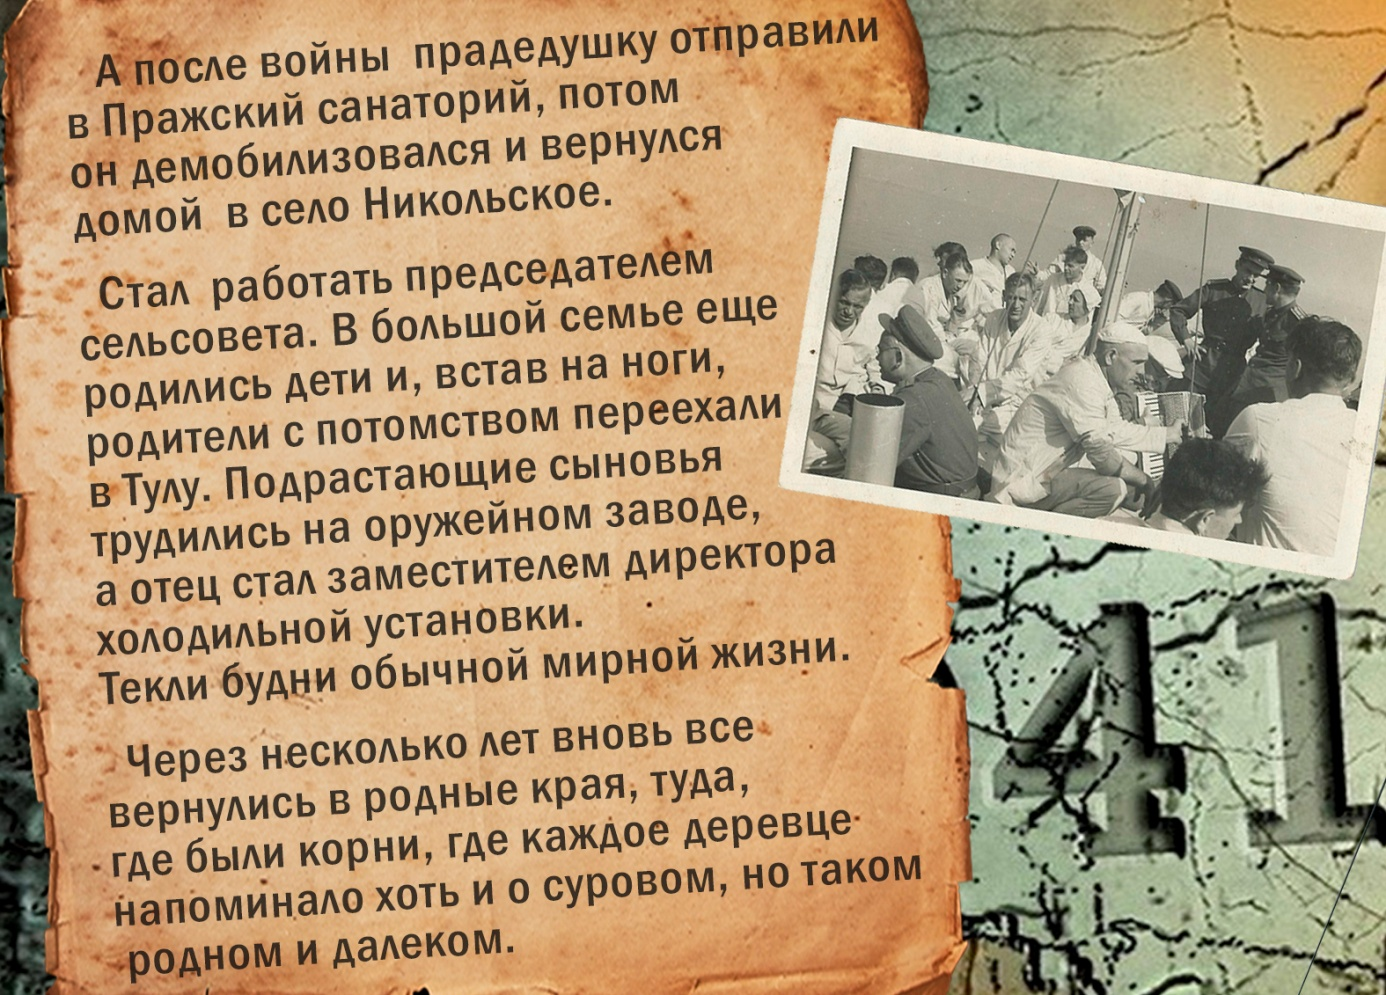 А после войны прадедушку отправили
в Пражский санаторий, потом
он демобилизовался и вернулся
домой в село Никольское.
Стал работать председателем
сельсовета. В большой семье еще
родились дети и, встав на ноги,
родители с потомством переехали
в Тулу. Подрастающие сыновья
трудились на оружейном заводе,
а отец стал заместителем директора
холодильной установки.
Текли будни обычной мирной жизни.
Через несколько лет вновь все
вернулись в родные края, туда,
где были корни, где каждое деревце
напоминало хоть и о суровом, но таком
родном и далеком.
41